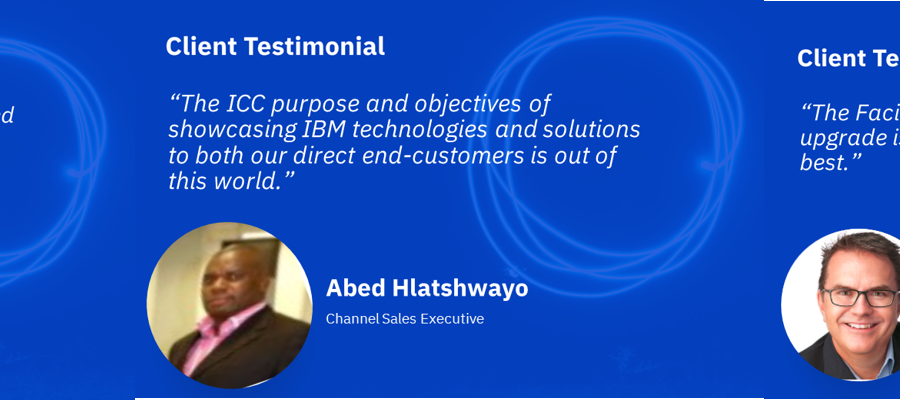 ed
Client Testimonial
“The ICC purpose and objectives of
showcasing IBM technologies and solutions
to both our direct end-customers is out of
this world.”
Abed Hlatshwayo
Channel Sales Executive
Client Te
“The Faci
upgrade i
best.”